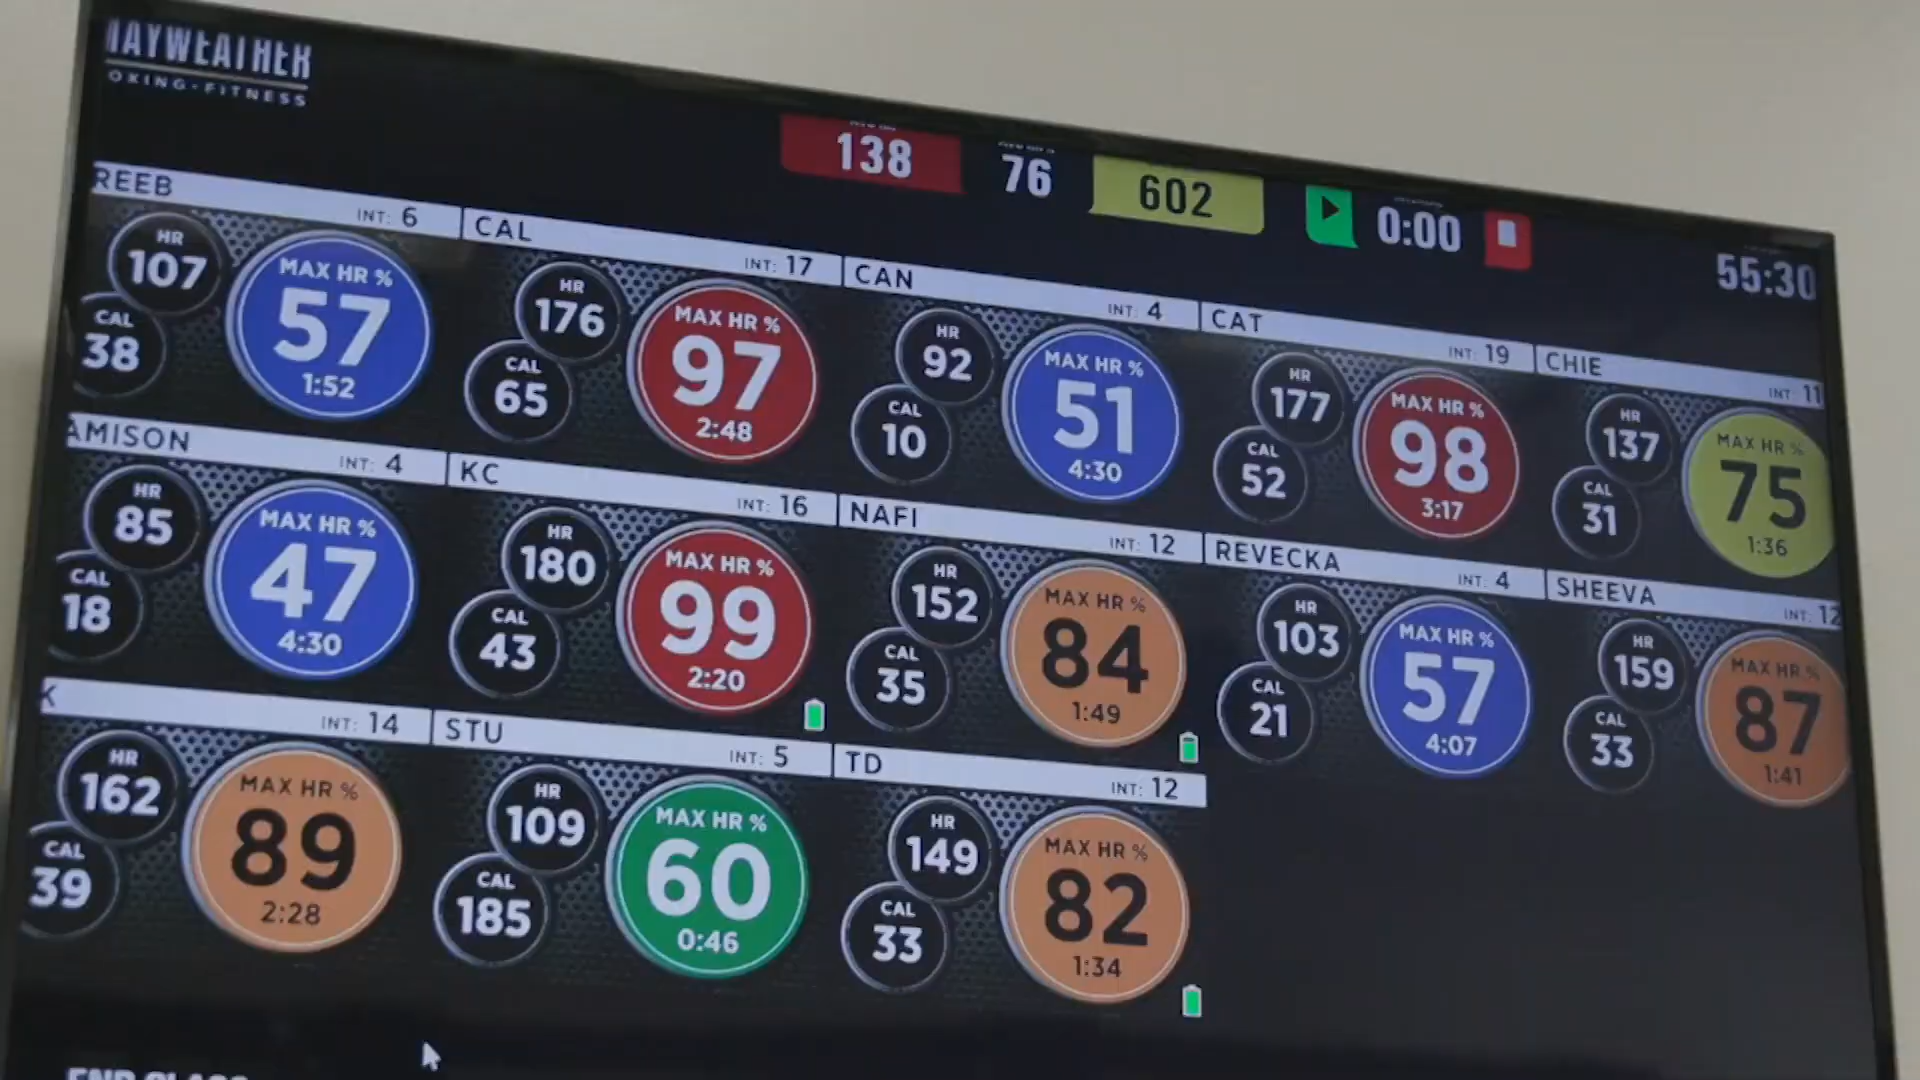 MAYWEATHER
OXING + FITNESS
138
76
602
0:00
55:30
REEB INT: 6
HR 107
CAL 38
MAX HR %
57
1:52
CAL INT: 17
HR 176
CAL 65
MAX HR %
97
2:48
CAN INT: 4
HR 92
CAL 10
MAX HR %
51
4:30
CAT INT: 19
HR 177
CAL 52
MAX HR %
98
3:17
CHIE INT: 11
HR 137
CAL 31
MAX HR %
75
1:36
AMISON INT: 4
HR 85
CAL 18
MAX HR %
47
4:30
KC INT: 16
HR 180
CAL 43
MAX HR %
99
2:20
NAFI INT: 12
HR 152
CAL 35
MAX HR %
84
1:49
REVECKA INT: 4
HR 103
CAL 21
MAX HR %
57
4:07
SHEEVA INT: 12
HR 159
CAL 33
MAX HR %
87
1:41
K INT: 14
HR 162
CAL 39
MAX HR %
89
2:28
STU INT: 5
HR 109
CAL 185
MAX HR %
60
0:46
TD INT: 12
HR 149
CAL 33
MAX HR %
82
1:34
END CLASS